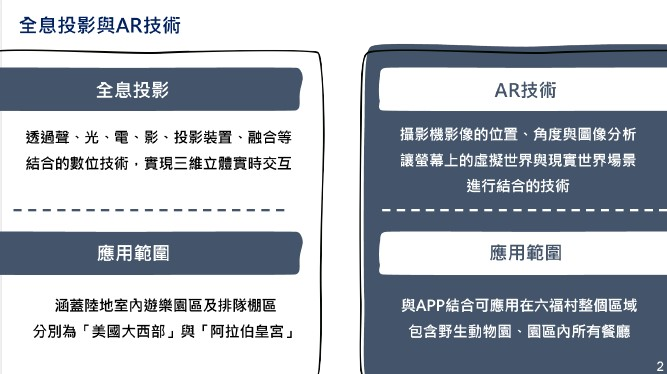 全息投影與AR技術
全息投影
透過聲、光、電、影、投影裝置、融合等
結合的數位技術，實現三維立體實時交互
應用範圍
涵蓋陸地室內遊樂園區及排隊棚區
分別為「美國大西部」與「阿拉伯皇宮」
AR技術
攝影機影像的位置、角度與圖像分析
讓螢幕上的虛擬世界與現實世界場景
進行結合的技術
應用範圍
與APP結合可應用在六福村整個區域
包含野生動物園、園區內所有餐廳
2